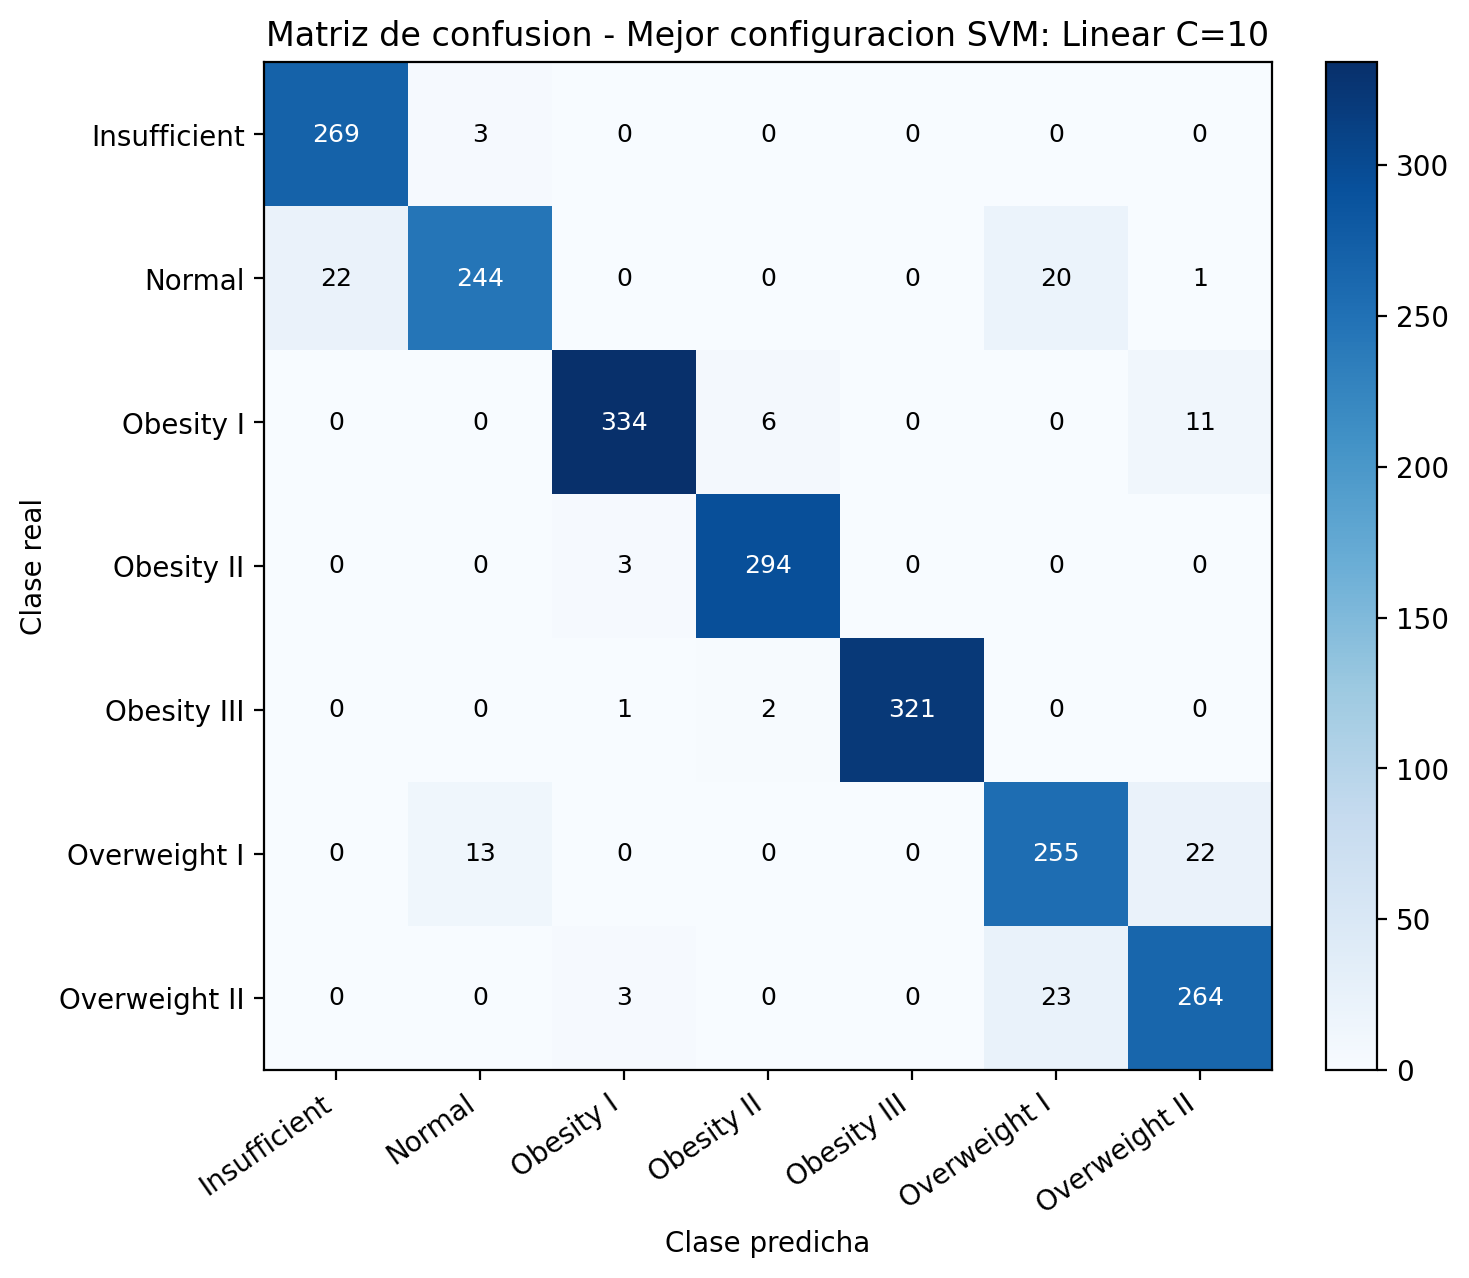 Matriz de confusion - Mejor configuracion SVM: Linear C=10
Clase real
Insufficient 269 3 0 0 0 0 0
Normal 22 244 0 0 0 20 1
Obesity I 0 0 334 6 0 0 11
Obesity II 0 0 3 294 0 0 0
Obesity III 0 0 1 2 321 0 0
Overweight I 0 13 0 0 0 255 22
Overweight II 0 0 3 0 0 23 264
Insufficient Normal Obesity I Obesity II Obesity III Overweight I Overweight II
Clase predicha
300
250
200
150
100
50
0